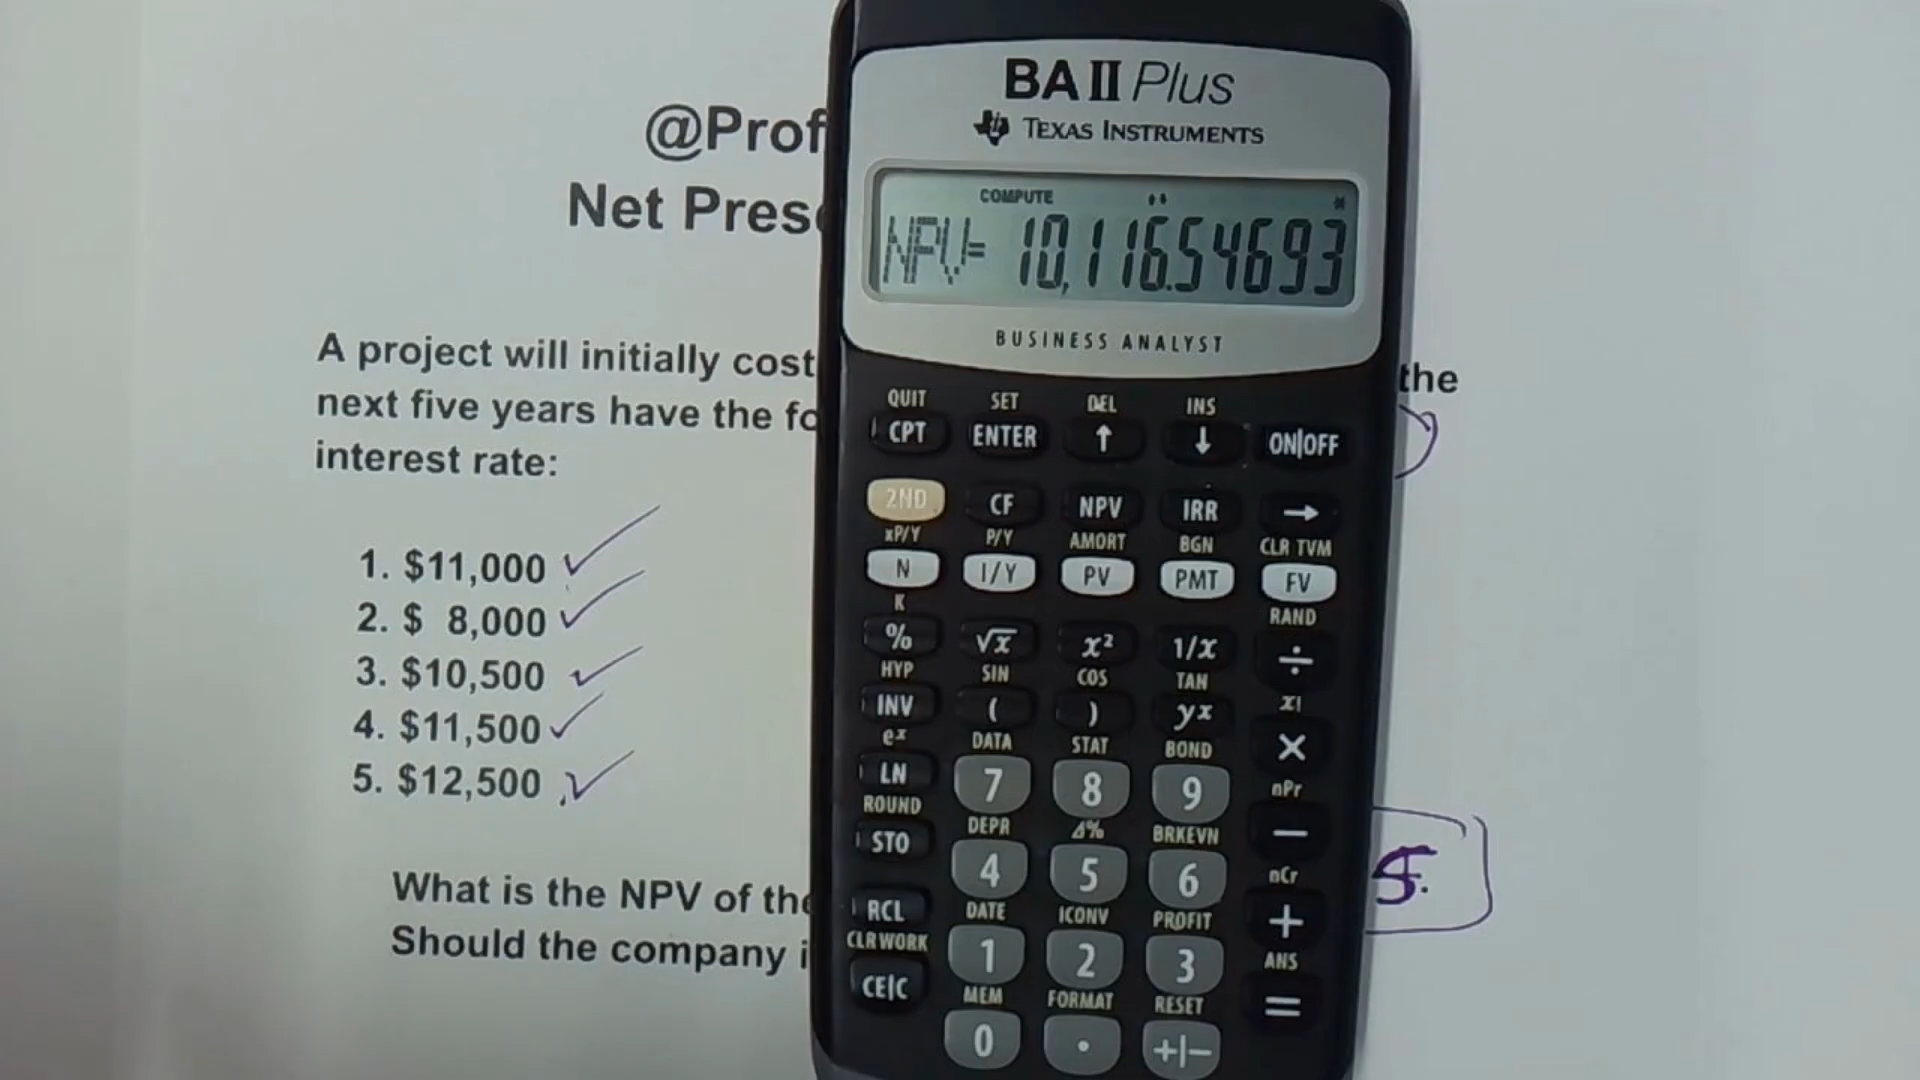 @Prof
Net Prese
A project will initially cost
the
next five years have the fo
interest rate:
1. $11,000
2. $ 8,000
3. $10,500
4. $11,500
5. $12,500
What is the NPV of the
Should the company i
5.
BA II Plus
TEXAS INSTRUMENTS
COMPUTE
NPV= 10,116.54693
BUSINESS ANALYST
QUIT SET DEL INS
CPT ENTER ↑ ↓ ON|OFF
2ND CF NPV IRR →
xP/Y P/Y AMORT BGN CLR TVM
N I/Y PV PMT FV
K RAND
% √x x² 1/x ÷
HYP SIN COS TAN x!
INV ( ) yˣ ×
eˣ DATA STAT BOND nPr
LN 7 8 9 −
ROUND DEPR Δ% BRKEVN nCr
STO 4 5 6 +
DATE ICONV PROFIT ANS
RCL 1 2 3 =
CLR WORK MEM FORMAT RESET
CE|C 0 . +|−